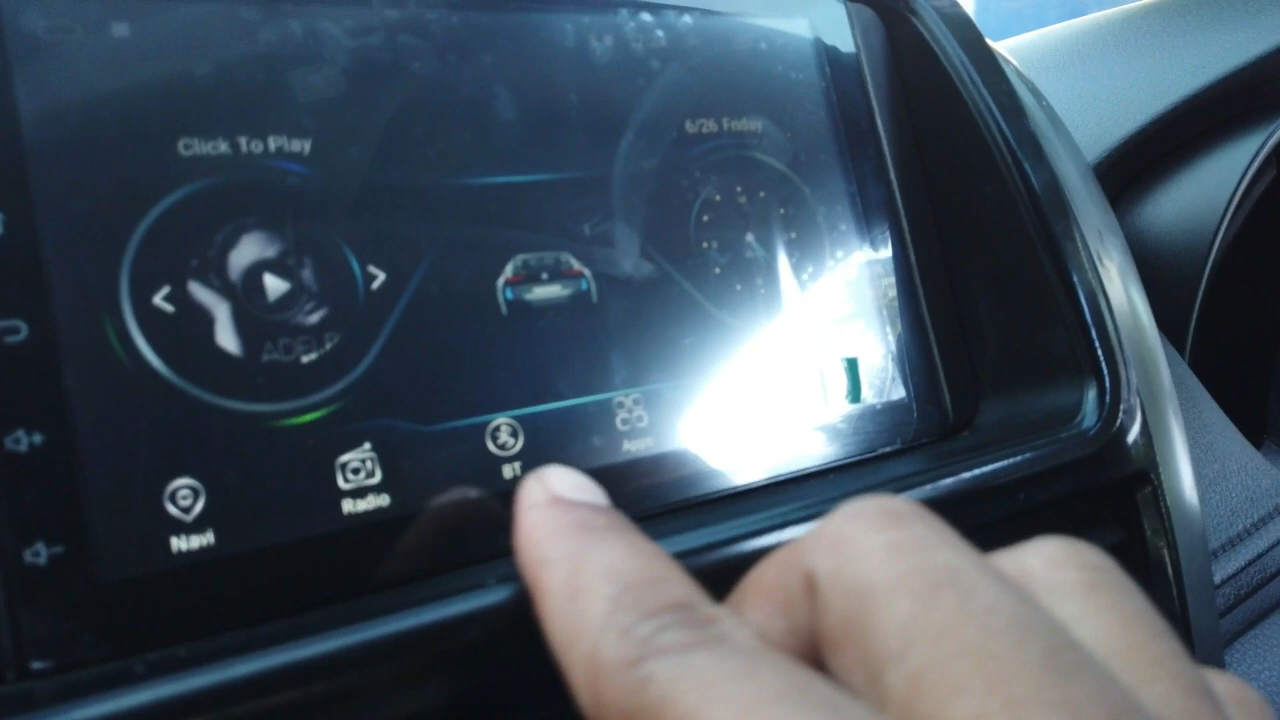 Click To Play
6/26 Friday
ADELE
Navi
Radio
BT
Apps